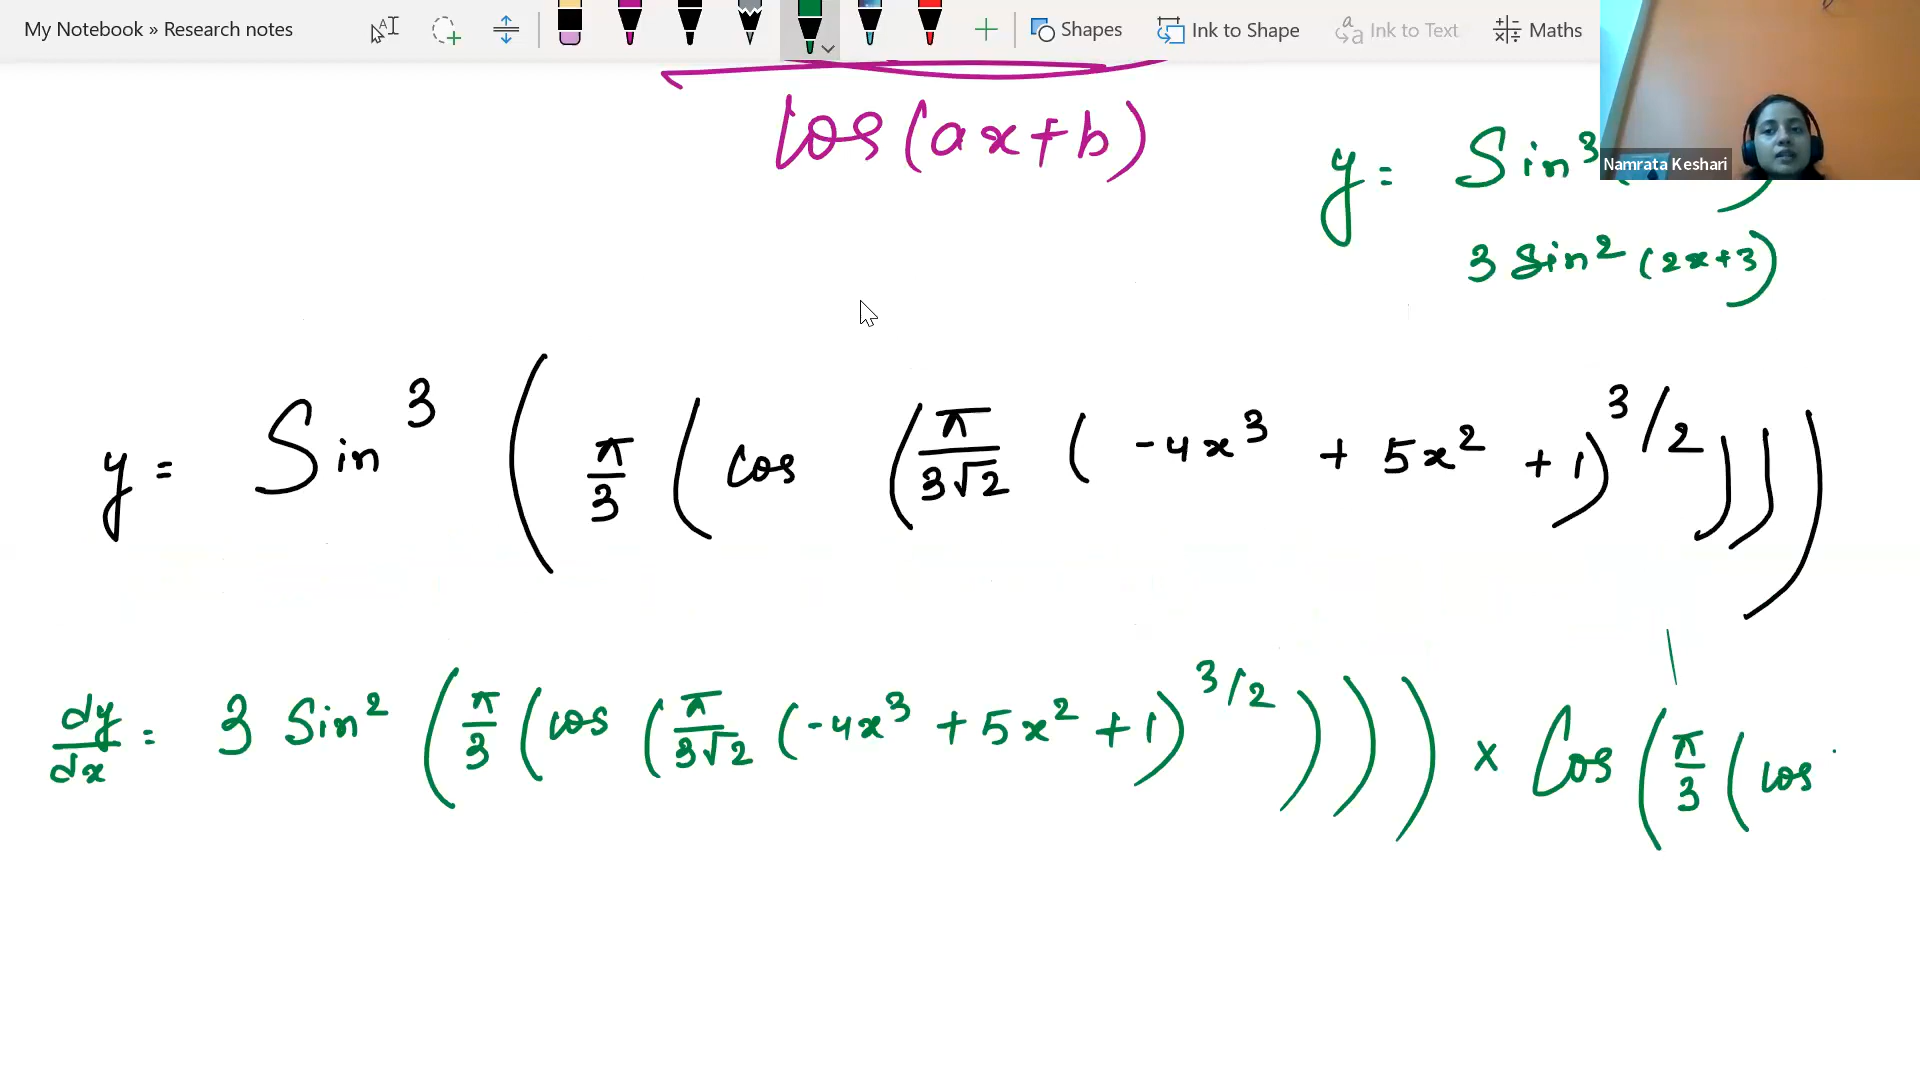 My Notebook » Research notes
Shapes
Ink to Shape
Ink to Text
Maths
Namrata Keshari
cos(ax+b)
y = Sin³
3 Sin² (2x+3)
y = Sin³ (π/3 (cos (π/3√2 (-4x³ + 5x² + 1)^3/2)))
dy/dx = 3 Sin² (π/3 (cos (π/3√2 (-4x³ + 5x² + 1)^3/2))) × Cos (π/3 (cos